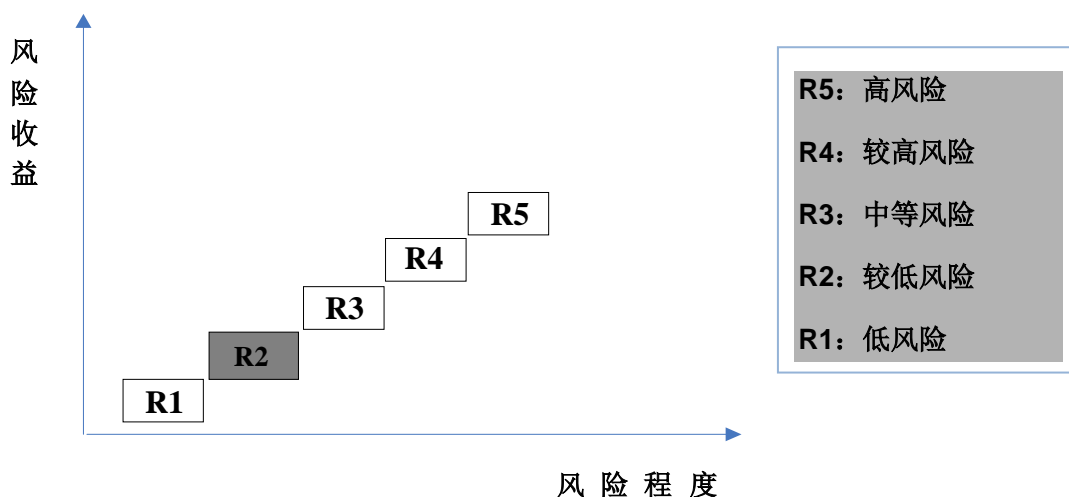 风
险
收
益
R5
R4
R3
R2
R1
风 险 程 度
R5：高风险
R4：较高风险
R3：中等风险
R2：较低风险
R1：低风险